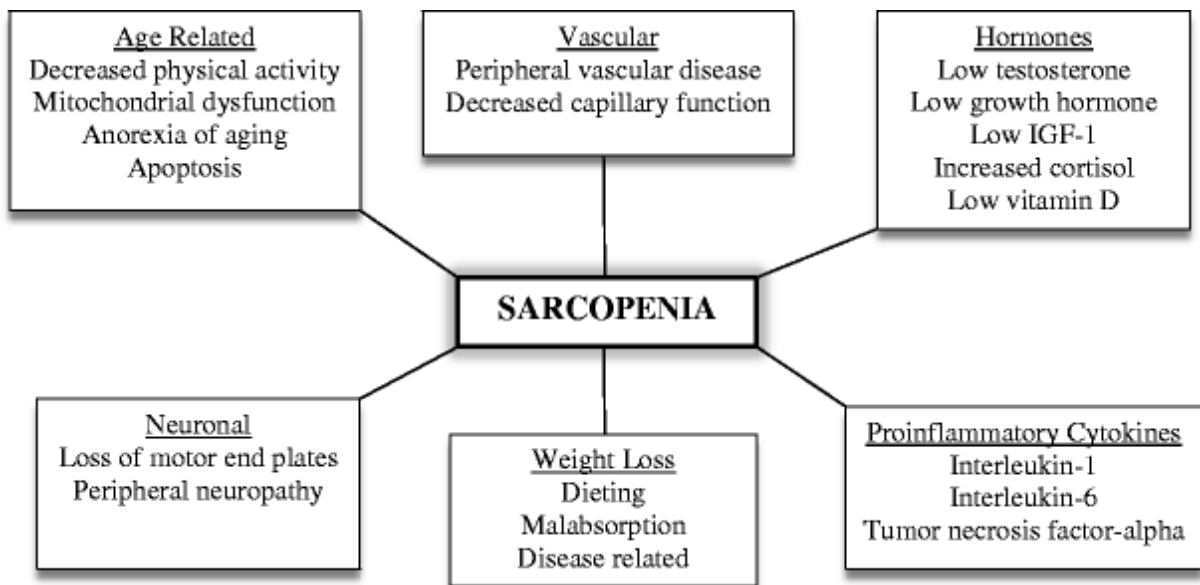 Age Related
Decreased physical activity
Mitochondrial dysfunction
Anorexia of aging
Apoptosis
Vascular
Peripheral vascular disease
Decreased capillary function
Hormones
Low testosterone
Low growth hormone
Low IGF-1
Increased cortisol
Low vitamin D
SARCOPENIA
Neuronal
Loss of motor end plates
Peripheral neuropathy
Weight Loss
Dieting
Malabsorption
Disease related
Proinflammatory Cytokines
Interleukin-1
Interleukin-6
Tumor necrosis factor-alpha